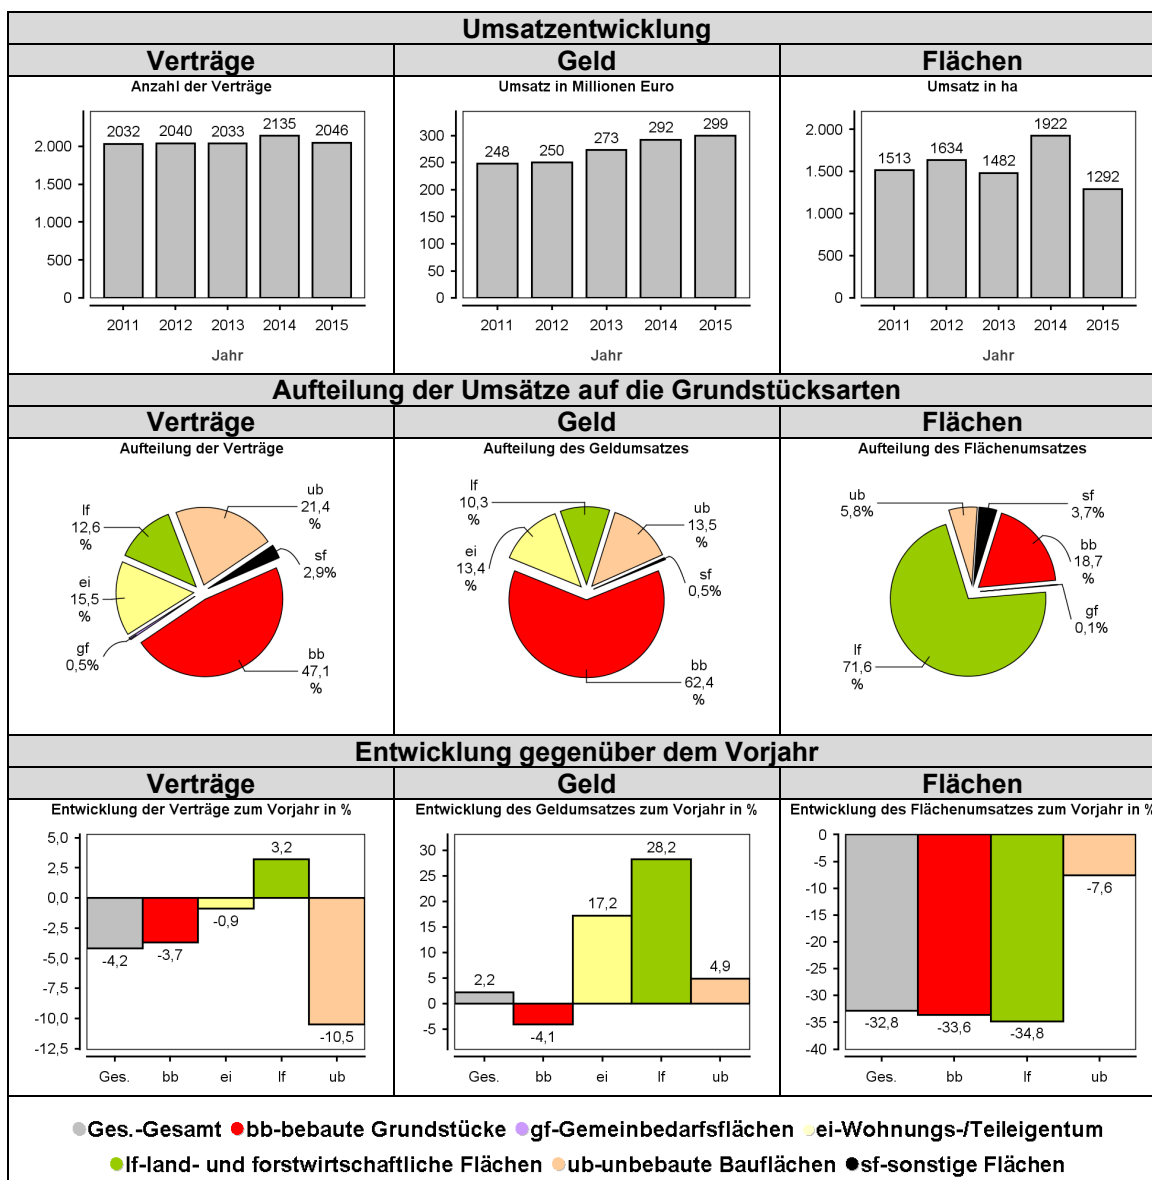 Umsatzentwicklung
Verträge
Geld
Flächen
Anzahl der Verträge
2.000
1.500
1.000
500
0
2032
2040
2033
2135
2046
2011
2012
2013
2014
2015
Jahr
Umsatz in Millionen Euro
300
250
200
150
100
50
0
248
250
273
292
299
2011
2012
2013
2014
2015
Jahr
Umsatz in ha
2.000
1.500
1.000
500
0
1513
1634
1482
1922
1292
2011
2012
2013
2014
2015
Jahr
Aufteilung der Umsätze auf die Grundstücksarten
Verträge
Geld
Flächen
Aufteilung der Verträge
ub
21,4
%
lf
12,6
%
sf
2,9%
ei
15,5
%
gf
0,5%
bb
47,1
%
Aufteilung des Geldumsatzes
lf
10,3
%
ub
13,5
%
ei
13,4
%
sf
0,5%
bb
62,4
%
Aufteilung des Flächenumsatzes
ub
5,8%
sf
3,7%
bb
18,7
%
gf
0,1%
lf
71,6
%
Entwicklung gegenüber dem Vorjahr
Verträge
Geld
Flächen
Entwicklung der Verträge zum Vorjahr in %
5,0
2,5
0,0
-2,5
-5,0
-7,5
-10,0
-12,5
-4,2
-3,7
-0,9
3,2
-10,5
Ges.
bb
ei
lf
ub
Entwicklung des Geldumsatzes zum Vorjahr in %
30
25
20
15
10
5
0
-5
2,2
-4,1
17,2
28,2
4,9
Ges.
bb
ei
lf
ub
Entwicklung des Flächenumsatzes zum Vorjahr in %
0
-5
-10
-15
-20
-25
-30
-35
-40
-32,8
-33,6
-34,8
-7,6
Ges.
bb
lf
ub
Ges.-Gesamt bb-bebaute Grundstücke gf-Gemeinbedarfsflächen ei-Wohnungs-/Teileigentum
lf-land- und forstwirtschaftliche Flächen ub-unbebaute Bauflächen sf-sonstige Flächen